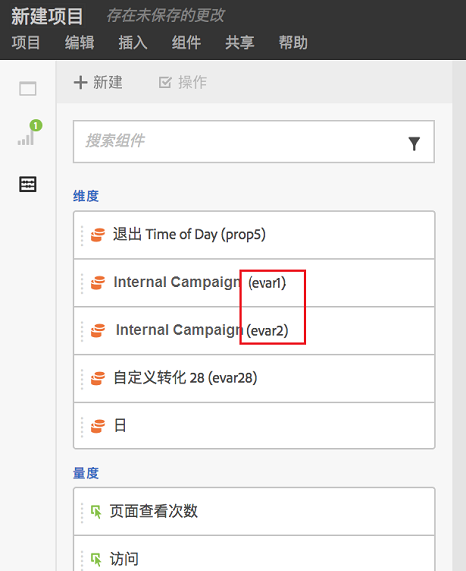 新建项目 存在未保存的更改
项目 编辑 插入 组件 共享 帮助
新建 操作
1
搜索组件
维度
退出 Time of Day (prop5)
Internal Campaign (evar1)
Internal Campaign (evar2)
自定义转化 28 (evar28)
日
量度
页面查看次数
访问